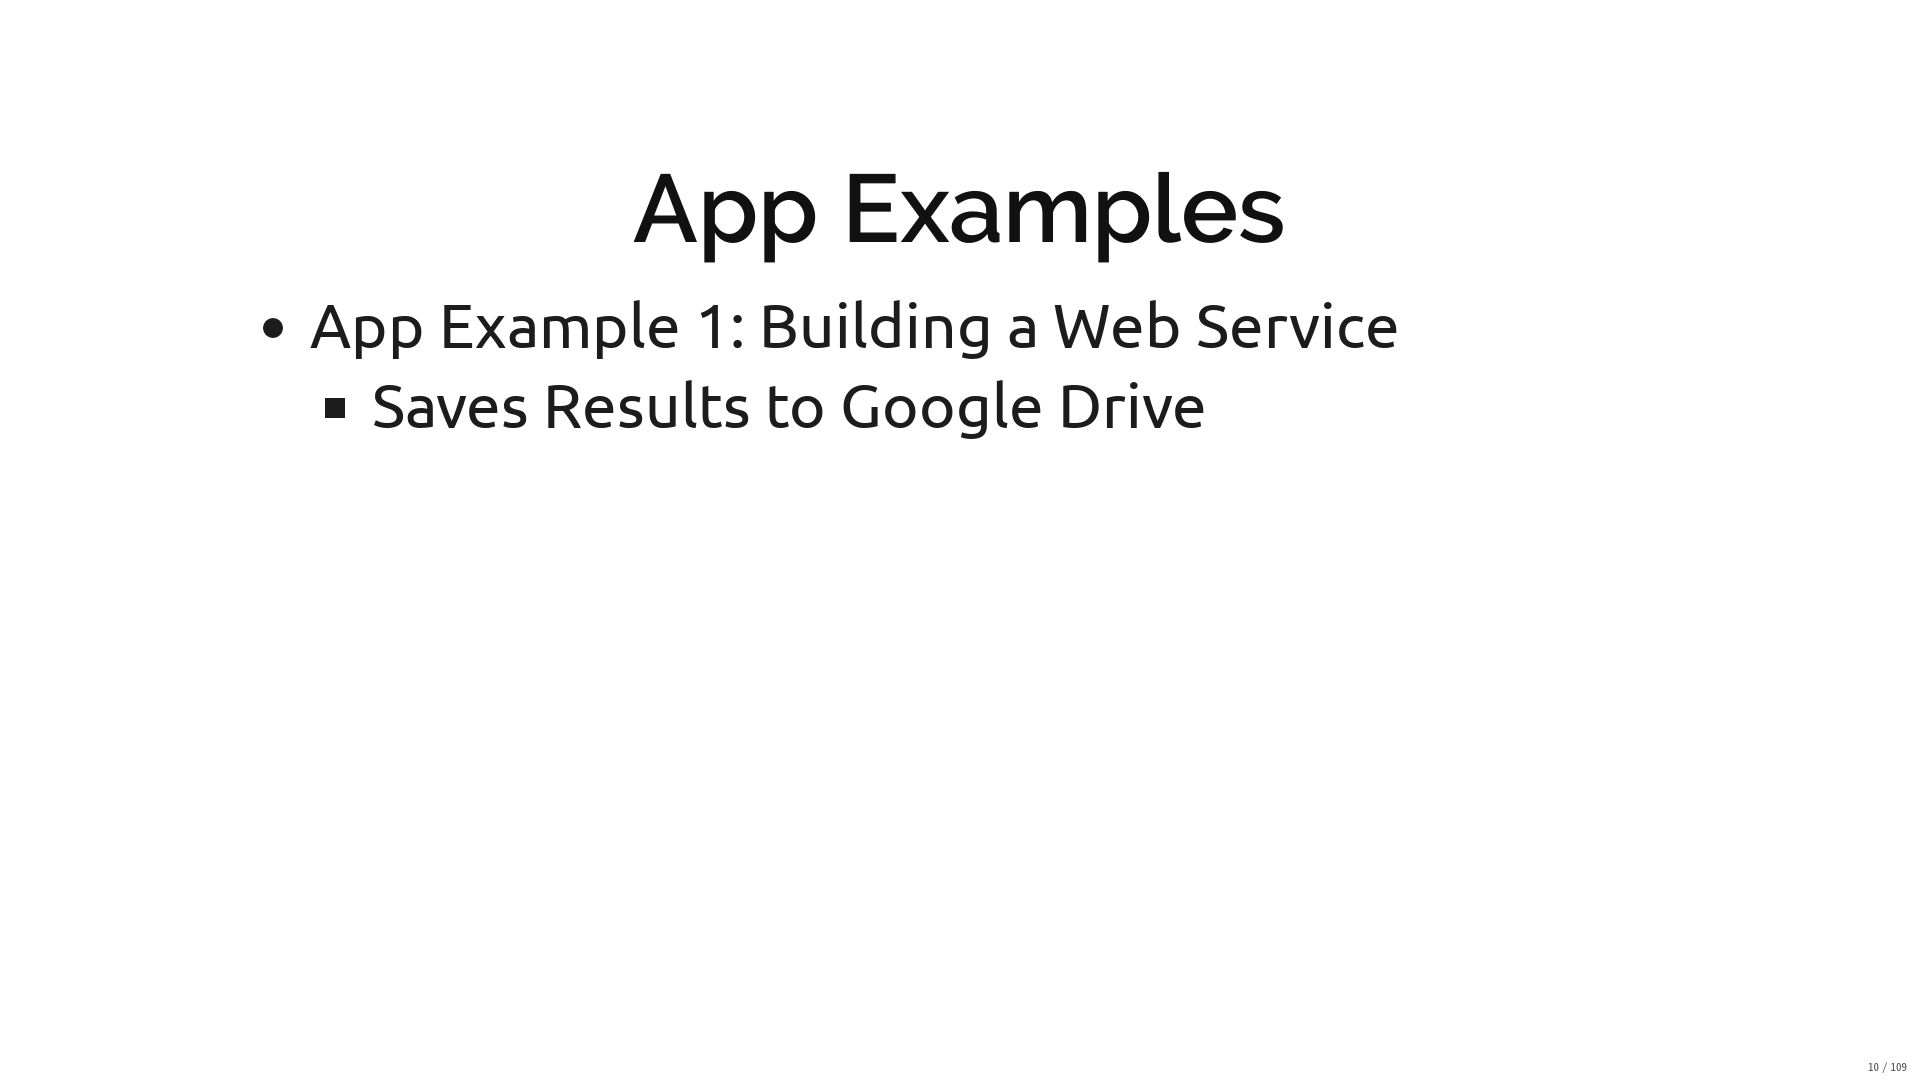 App Examples
• App Example 1: Building a Web Service
▪ Saves Results to Google Drive
10 / 109